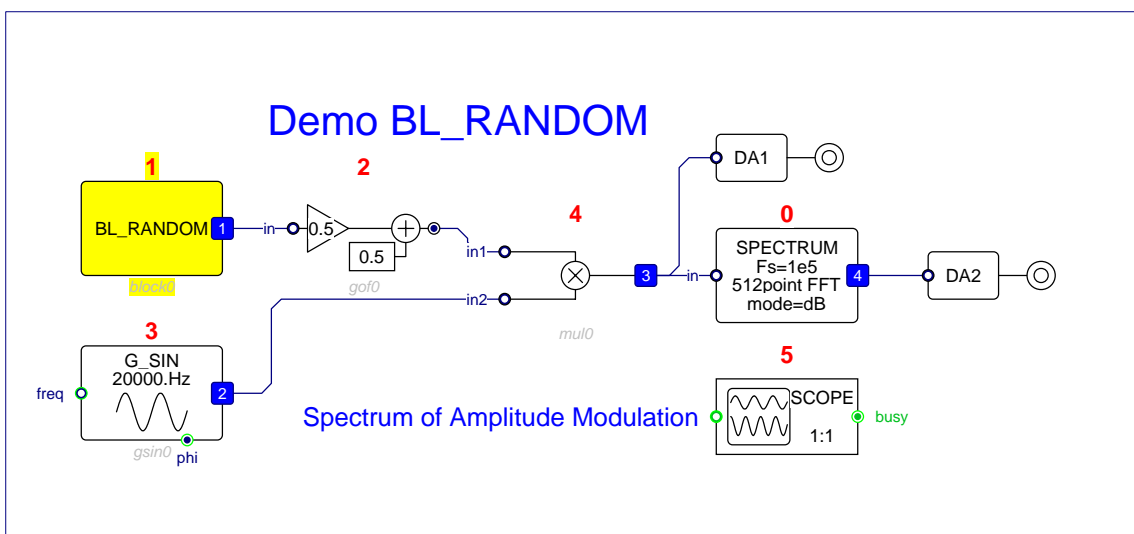 Demo BL_RANDOM
1
BL_RANDOM
1
block0
2
in
0.5
0.5
gof0
3
G_SIN
20000.Hz
freq
2
phi
gsin0
in1
in2
4
mul0
3
DA1
0
in
SPECTRUM
Fs=1e5
512point FFT
mode=dB
4
DA2
5
Spectrum of Amplitude Modulation
SCOPE
1:1
busy